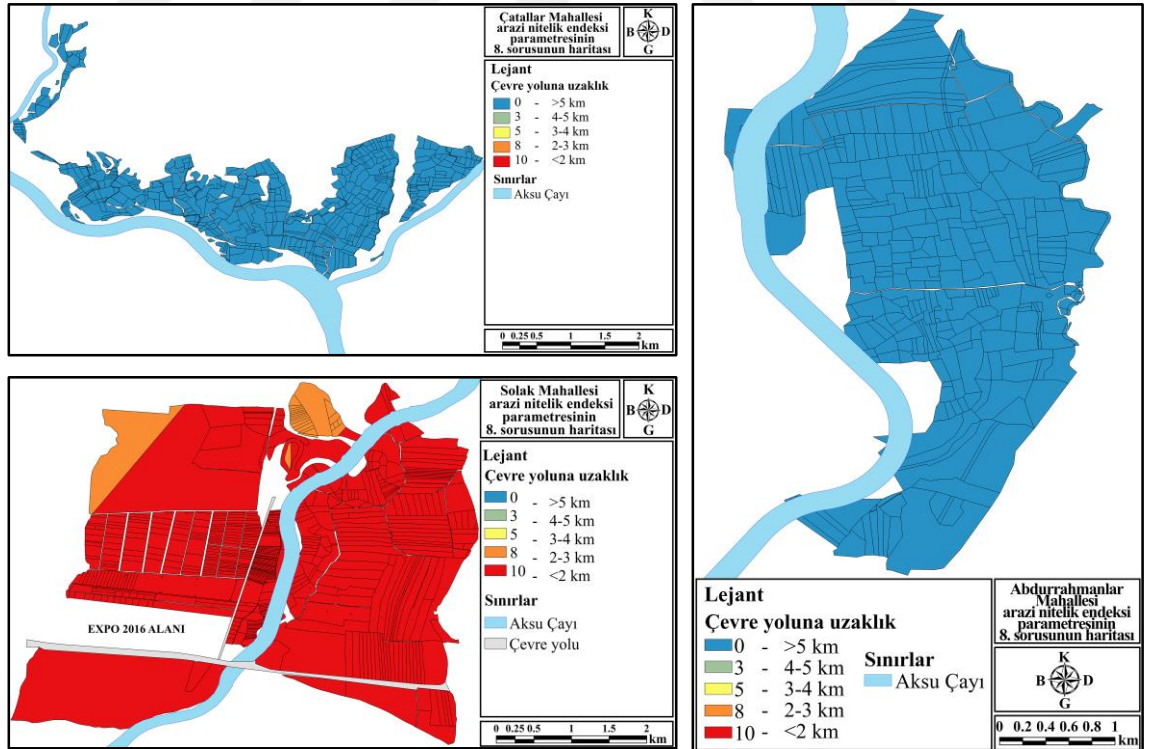 Çatallar Mahallesi
arazi nitelik endeksi
parametresinin
8. sorusunun haritası
K
B D
G
Lejant
Çevre yoluna uzaklık
0 - >5 km
3 - 4-5 km
5 - 3-4 km
8 - 2-3 km
10 - <2 km
Sınırlar
Aksu Çayı
0 0.25 0.5 1 1.5 2
km
Solak Mahallesi
arazi nitelik endeksi
parametresinin
8. sorusunun haritası
K
B D
G
Lejant
Çevre yoluna uzaklık
0 - >5 km
3 - 4-5 km
5 - 3-4 km
8 - 2-3 km
10 - <2 km
Sınırlar
Aksu Çayı
Çevre yolu
EXPO 2016 ALANI
0 0.25 0.5 1 1.5 2
km
Lejant
Çevre yoluna uzaklık
0 - >5 km
3 - 4-5 km
5 - 3-4 km
8 - 2-3 km
10 - <2 km
Sınırlar
Aksu Çayı
Abdurrahmanlar
Mahallesi
arazi nitelik endeksi
parametresinin
8. sorusunun haritası
K
B D
G
0 0.2 0.4 0.6 0.8 1
km